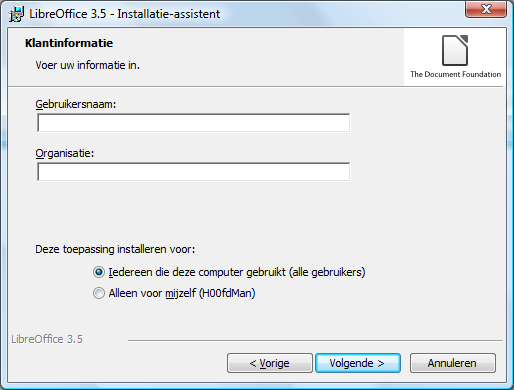 LibreOffice 3.5 - Installatie-assistent
Klantinformatie
Voer uw informatie in.
The Document Foundation
Gebruikersnaam:
Organisatie:
Deze toepassing installeren voor:
Iedereen die deze computer gebruikt (alle gebruikers)
Alleen voor mijzelf (H00fdMan)
LibreOffice 3.5
< Vorige
Volgende >
Annuleren